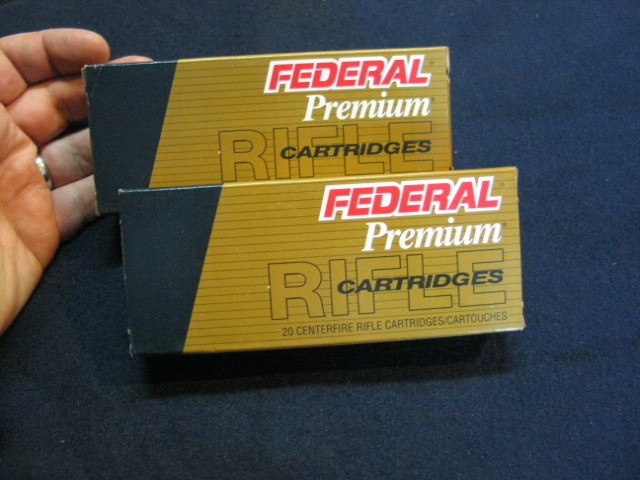 FEDERAL
Premium
RIFLE
CARTRIDGES
FEDERAL
Premium
RIFLE
CARTRIDGES
20 CENTERFIRE RIFLE CARTRIDGES/CARTOUCHES